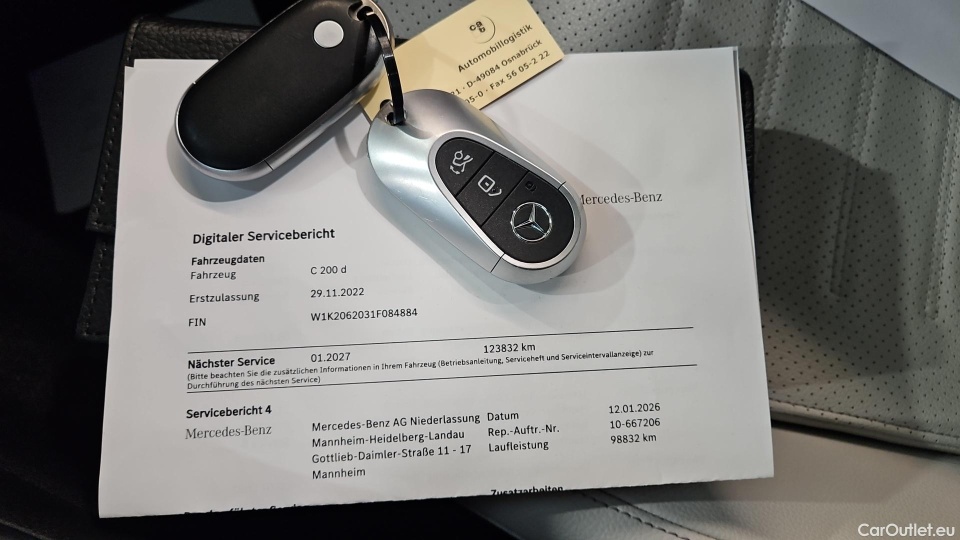 cab
Automobillogistik
D-49084 Osnabrück
Fax 56 05-2 22
Mercedes-Benz
Digitaler Servicebericht
Fahrzeugdaten
Fahrzeug C 200 d
Erstzulassung 29.11.2022
FIN W1K2062031F084884
Nächster Service 01.2027 123832 km
(Bitte beachten Sie die zusätzlichen Informationen in Ihrem Fahrzeug (Betriebsanleitung, Serviceheft und Serviceintervallanzeige) zur
Durchführung des nächsten Service)
Servicebericht 4
Mercedes-Benz
Mercedes-Benz AG Niederlassung
Mannheim-Heidelberg-Landau
Gottlieb-Daimler-Straße 11 - 17
Mannheim
Datum 12.01.2026
Rep.-Auftr.-Nr. 10-667206
Laufleistung 98832 km
Zusatzarbeiten
CarOutlet.eu